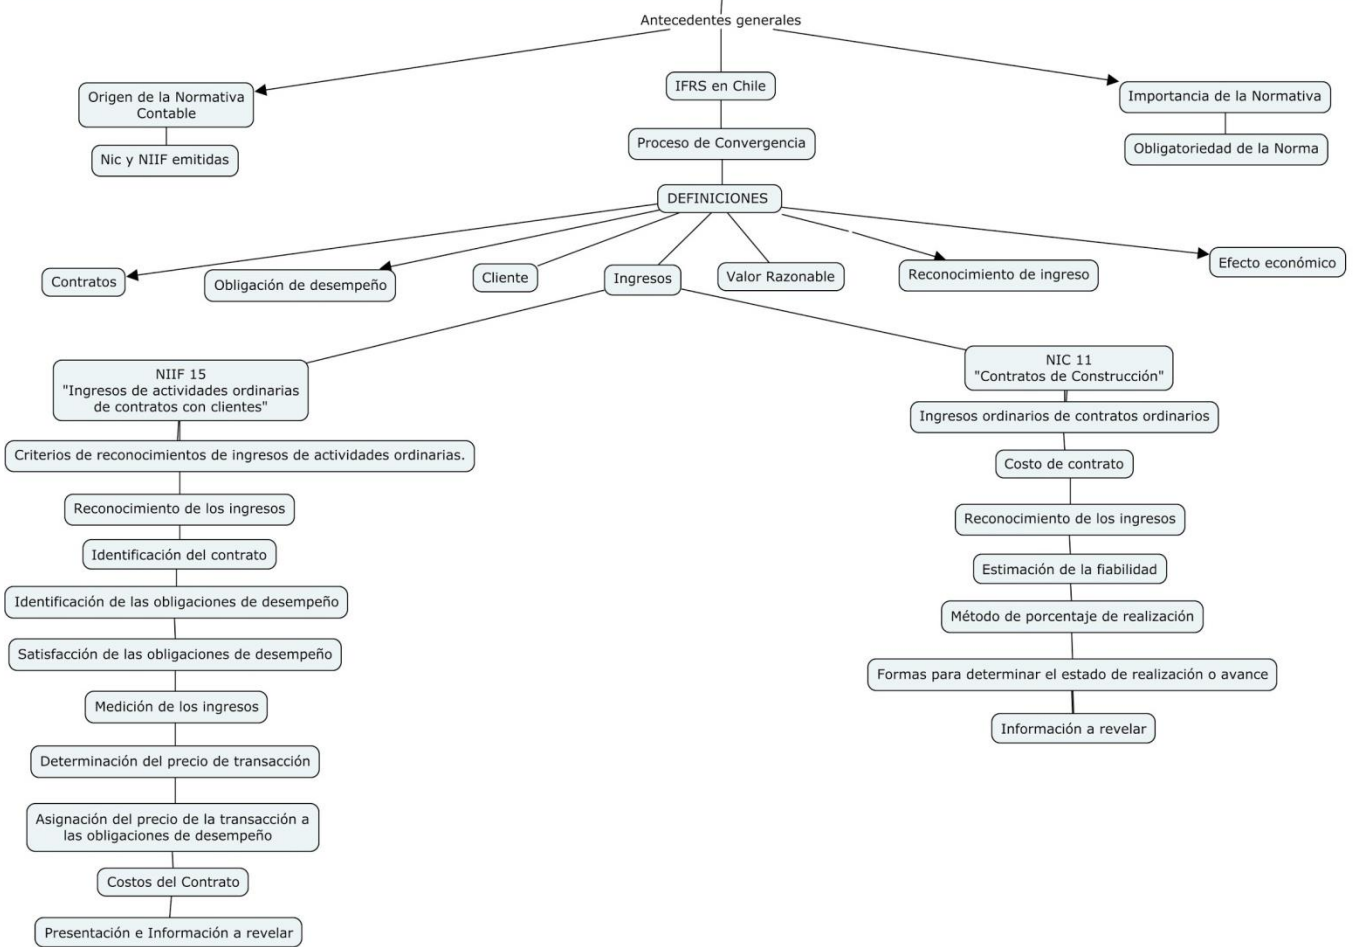 Antecedentes generales
Origen de la Normativa
Contable
IFRS en Chile
Importancia de la Normativa
Nic y NIIF emitidas
Proceso de Convergencia
Obligatoriedad de la Norma
DEFINICIONES
Contratos
Obligación de desempeño
Cliente
Ingresos
Valor Razonable
Reconocimiento de ingreso
Efecto económico
NIIF 15
"Ingresos de actividades ordinarias
de contratos con clientes"
Criterios de reconocimientos de ingresos de actividades ordinarias.
Reconocimiento de los ingresos
Identificación del contrato
Identificación de las obligaciones de desempeño
Satisfacción de las obligaciones de desempeño
Medición de los ingresos
Determinación del precio de transacción
Asignación del precio de la transacción a
las obligaciones de desempeño
Costos del Contrato
Presentación e Información a revelar
NIC 11
"Contratos de Construcción"
Ingresos ordinarios de contratos ordinarios
Costo de contrato
Reconocimiento de los ingresos
Estimación de la fiabilidad
Método de porcentaje de realización
Formas para determinar el estado de realización o avance
Información a revelar